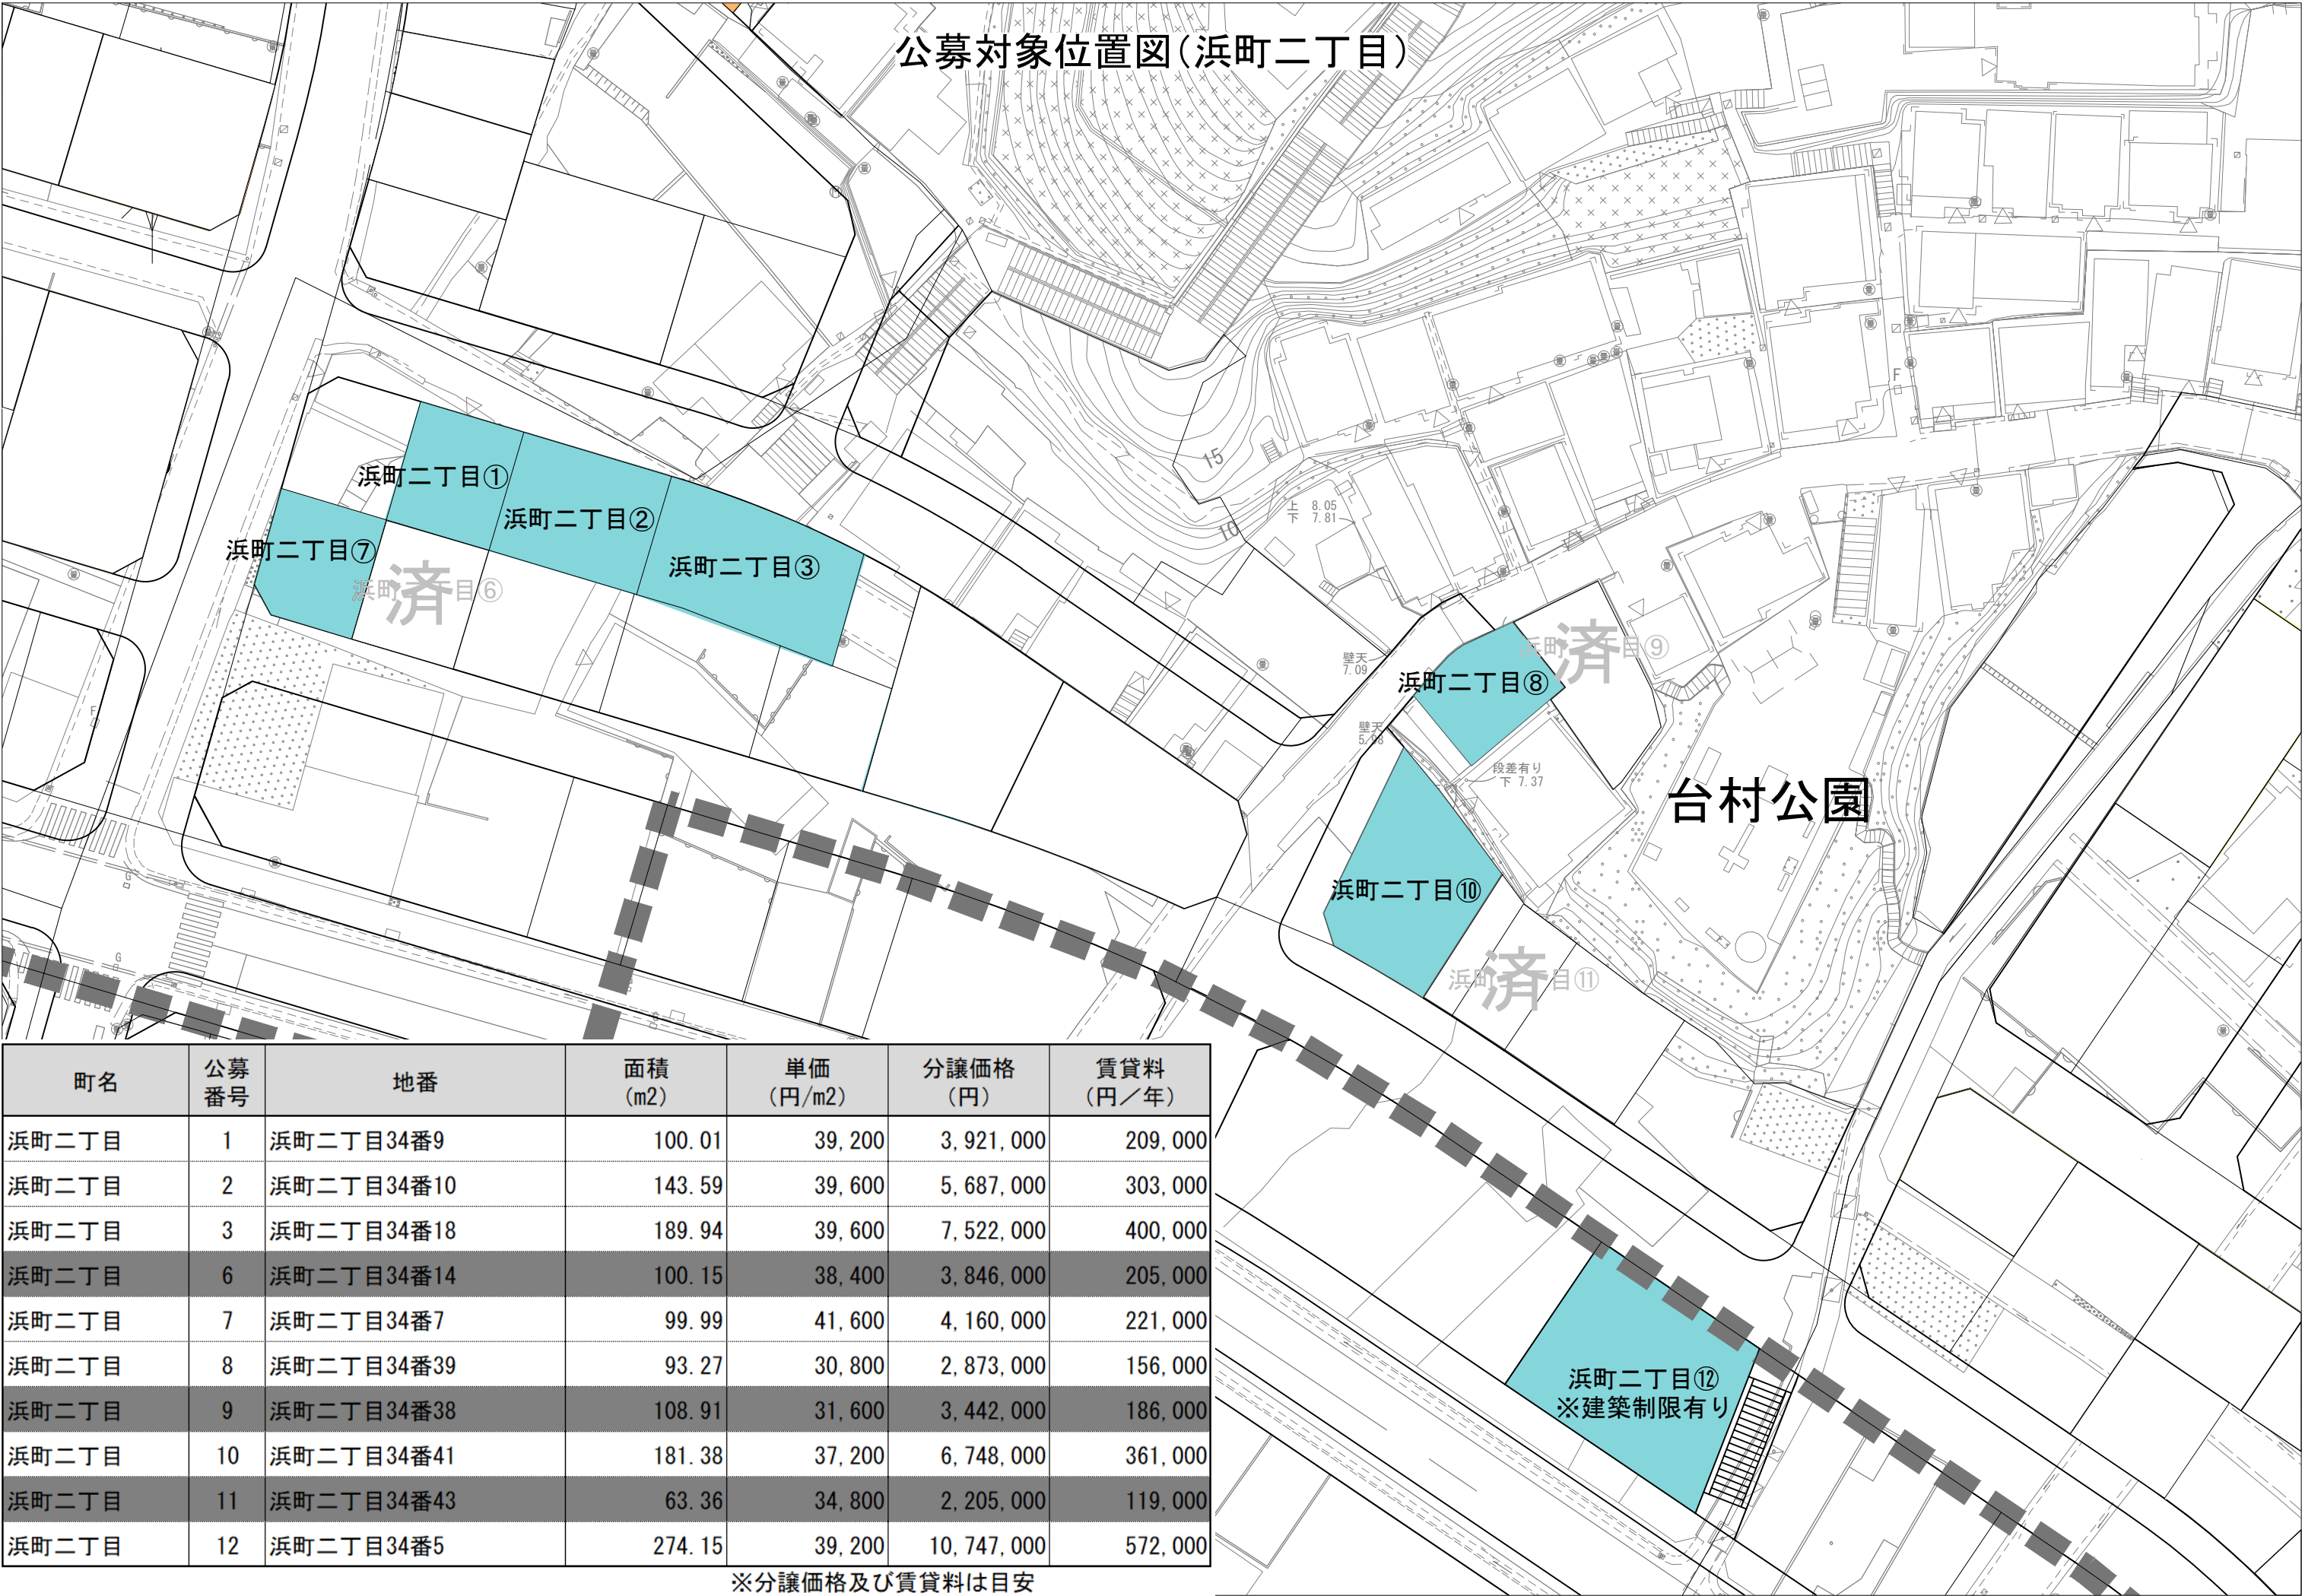 公募対象位置図(浜町二丁目)
F
15
10
上 8.05
下 7.81
浜町二丁目①
浜町二丁目②
浜町二丁目③
浜町二丁目⑦
浜町
済
目⑥
壁天
7.09
浜町二丁目⑧
浜町
済
目⑨
壁天
5.98
段差有り
下 7.37
台村公園
F
浜町二丁目⑩
浜町
済
目⑪
G
G
G
浜町二丁目⑫
※建築制限有り
町名 公募番号 地番 面積(m2) 単価(円/m2) 分譲価格(円) 賃貸料(円/年)
浜町二丁目 1 浜町二丁目34番9 100.01 39,200 3,921,000 209,000
浜町二丁目 2 浜町二丁目34番10 143.59 39,600 5,687,000 303,000
浜町二丁目 3 浜町二丁目34番18 189.94 39,600 7,522,000 400,000
浜町二丁目 6 浜町二丁目34番14 100.15 38,400 3,846,000 205,000
浜町二丁目 7 浜町二丁目34番7 99.99 41,600 4,160,000 221,000
浜町二丁目 8 浜町二丁目34番39 93.27 30,800 2,873,000 156,000
浜町二丁目 9 浜町二丁目34番38 108.91 31,600 3,442,000 186,000
浜町二丁目 10 浜町二丁目34番41 181.38 37,200 6,748,000 361,000
浜町二丁目 11 浜町二丁目34番43 63.36 34,800 2,205,000 119,000
浜町二丁目 12 浜町二丁目34番5 274.15 39,200 10,747,000 572,000
※分譲価格及び賃貸料は目安